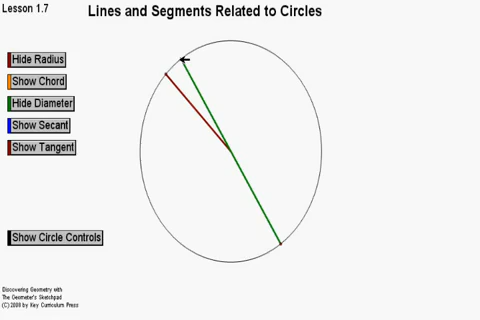 Lesson 1.7
Lines and Segments Related to Circles
Hide Radius
Show Chord
Hide Diameter
Show Secant
Show Tangent
Show Circle Controls
Discovering Geometry with
The Geometer's Sketchpad
(C) 2008 by Key Curriculum Press